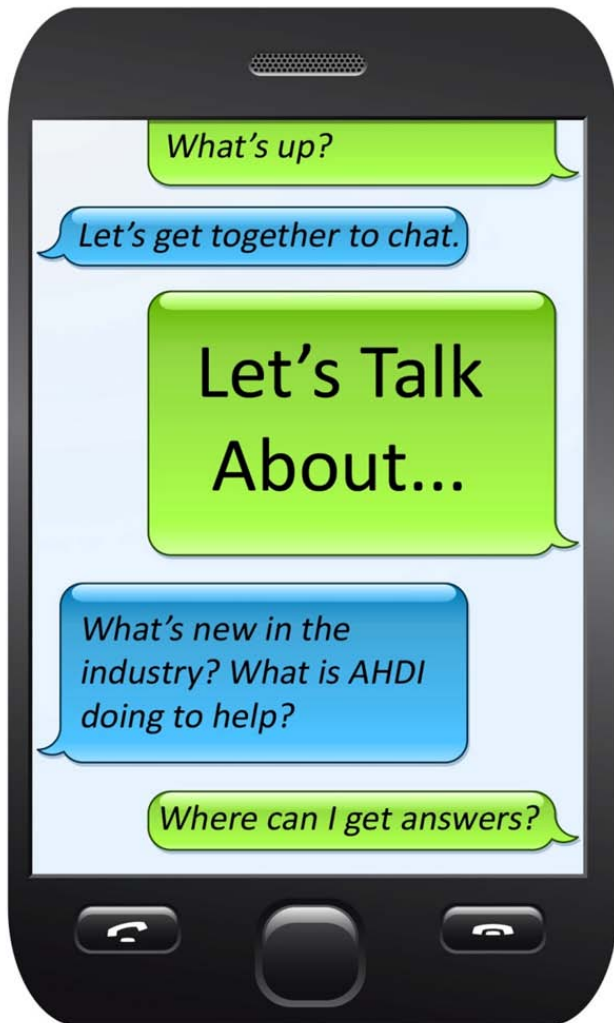 What's up?
Let's get together to chat.
Let's Talk
About...
What's new in the
industry? What is AHDI
doing to help?
Where can I get answers?